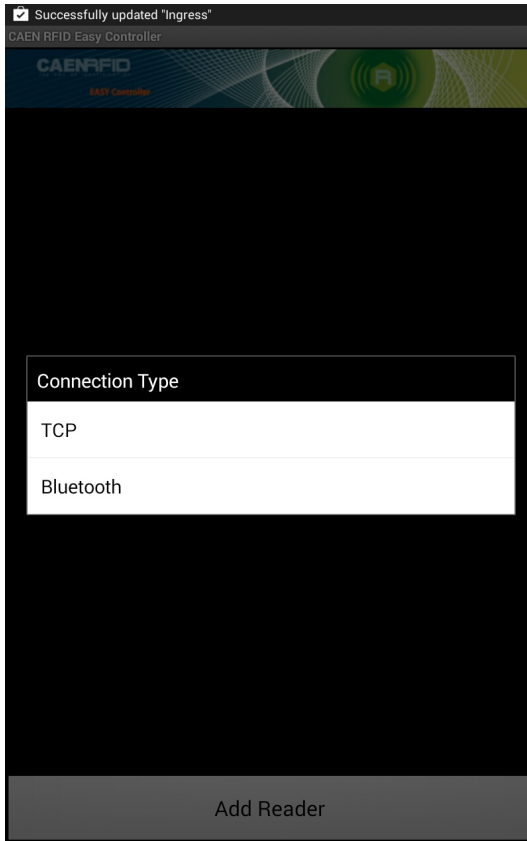 Successfully updated "Ingress"
CAEN RFID Easy Controller
CAENRFID
EASY Controller
Connection Type
TCP
Bluetooth
Add Reader